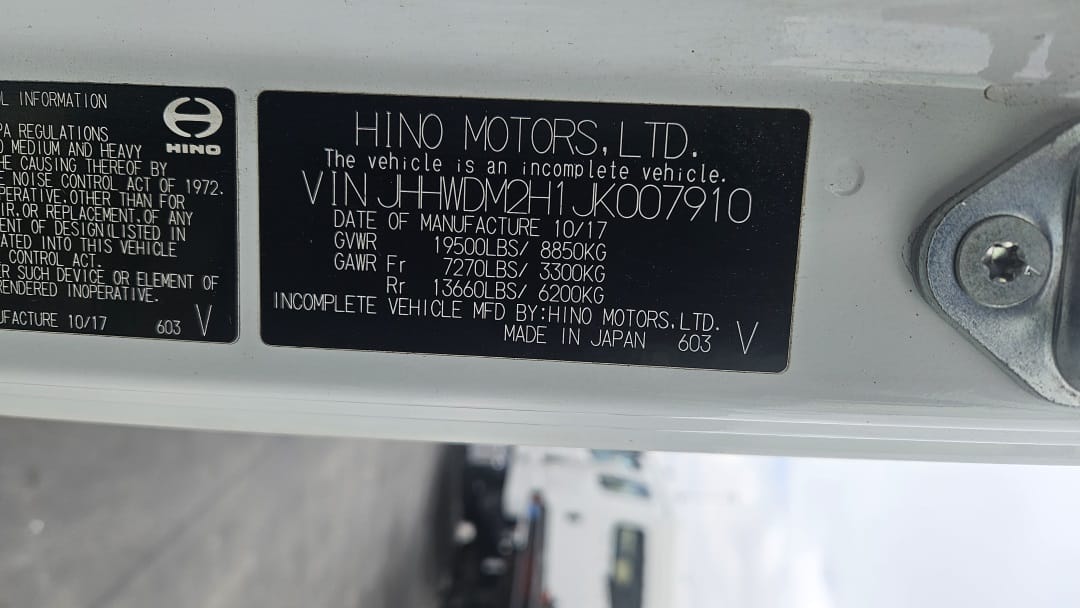 L INFORMATION
HINO
PA REGULATIONS
O MEDIUM AND HEAVY
HE CAUSING THEREOF BY
E NOISE CONTROL ACT OF 1972.
PERATIVE,OTHER THAN FOR
IR,OR REPLACEMENT,OF ANY
ENT OF DESIGN(LISTED IN
ATED INTO THIS VEHICLE
CONTROL ACT.
ER SUCH DEVICE OR ELEMENT OF
RENDERED INOPERATIVE.
UFACTURE 10/17 603 V
HINO MOTORS,LTD.
The vehicle is an incomplete vehicle.
VIN JHHWDM2H1JK007910
DATE OF MANUFACTURE 10/17
GVWR 19500LBS/ 8850KG
GAWR Fr 7270LBS/ 3300KG
Rr 13660LBS/ 6200KG
INCOMPLETE VEHICLE MFD BY:HINO MOTORS,LTD.
MADE IN JAPAN 603 V